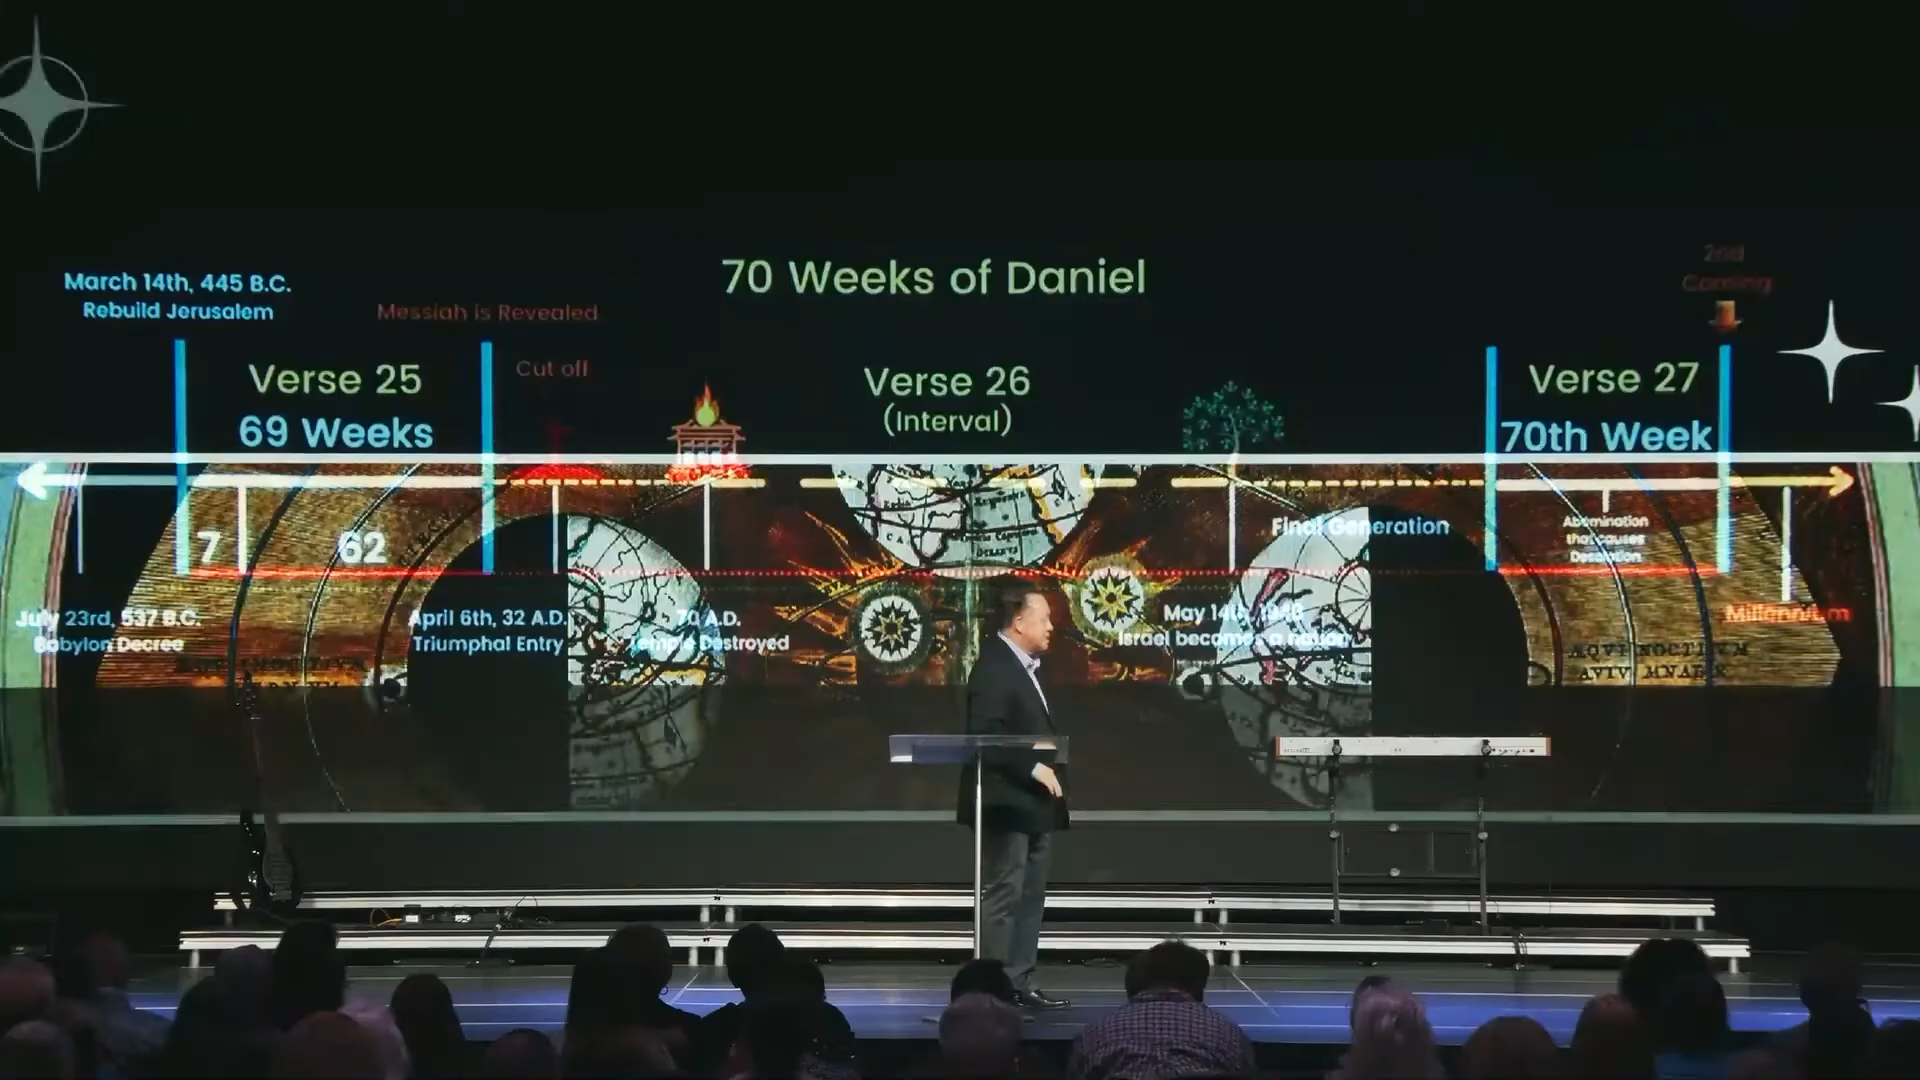 70 Weeks of Daniel
March 14th, 445 B.C.
Rebuild Jerusalem
Messiah is Revealed
2nd
Coming
Verse 25
69 Weeks
Cut off
Verse 26
(Interval)
Verse 27
70th Week
7
62
Final Generation
Abomination
that causes
Desolation
July 23rd, 537 B.C.
Babylon Decree
April 6th, 32 A.D.
Triumphal Entry
70 A.D.
Temple Destroyed
May 14th, 1948
Israel becomes a nation
Millennium